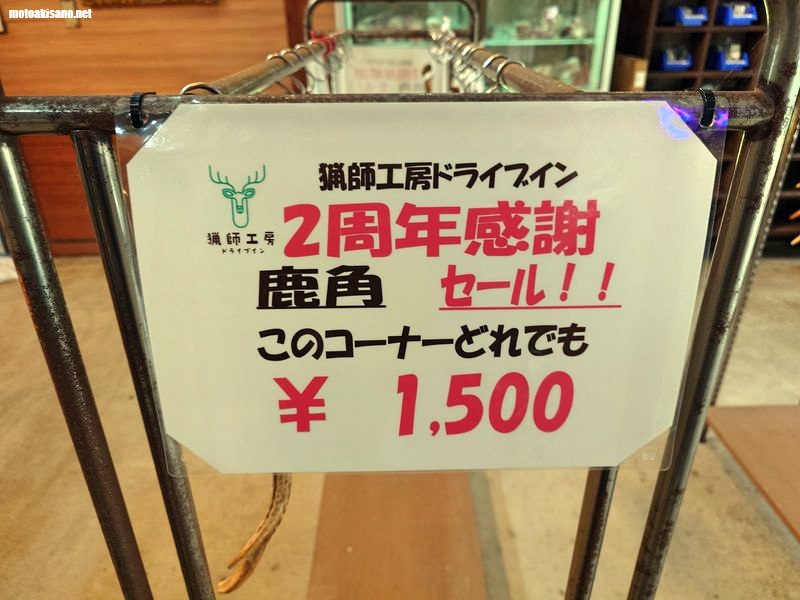 motoakisano.net
猟師工房ドライブイン
猟師工房
ドライブイン
2周年感謝
鹿角 セール！！
このコーナーどれでも
¥ 1,500